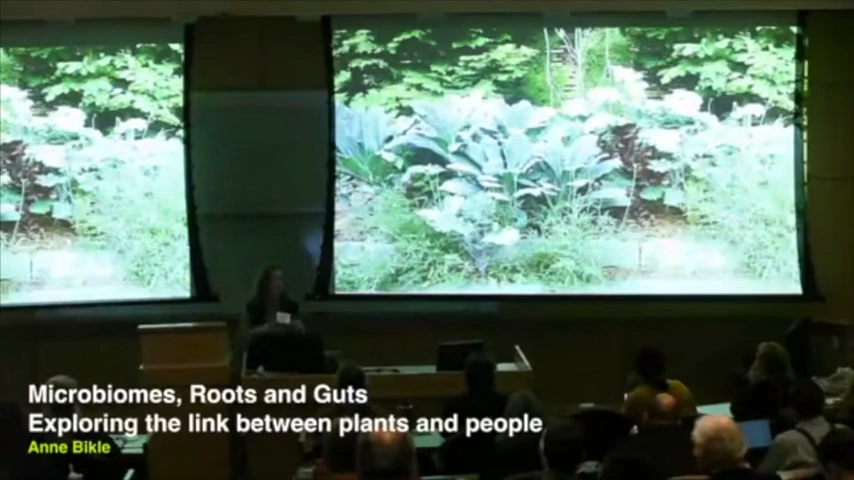 Microbiomes, Roots and Guts
Exploring the link between plants and people
Anne Bikle